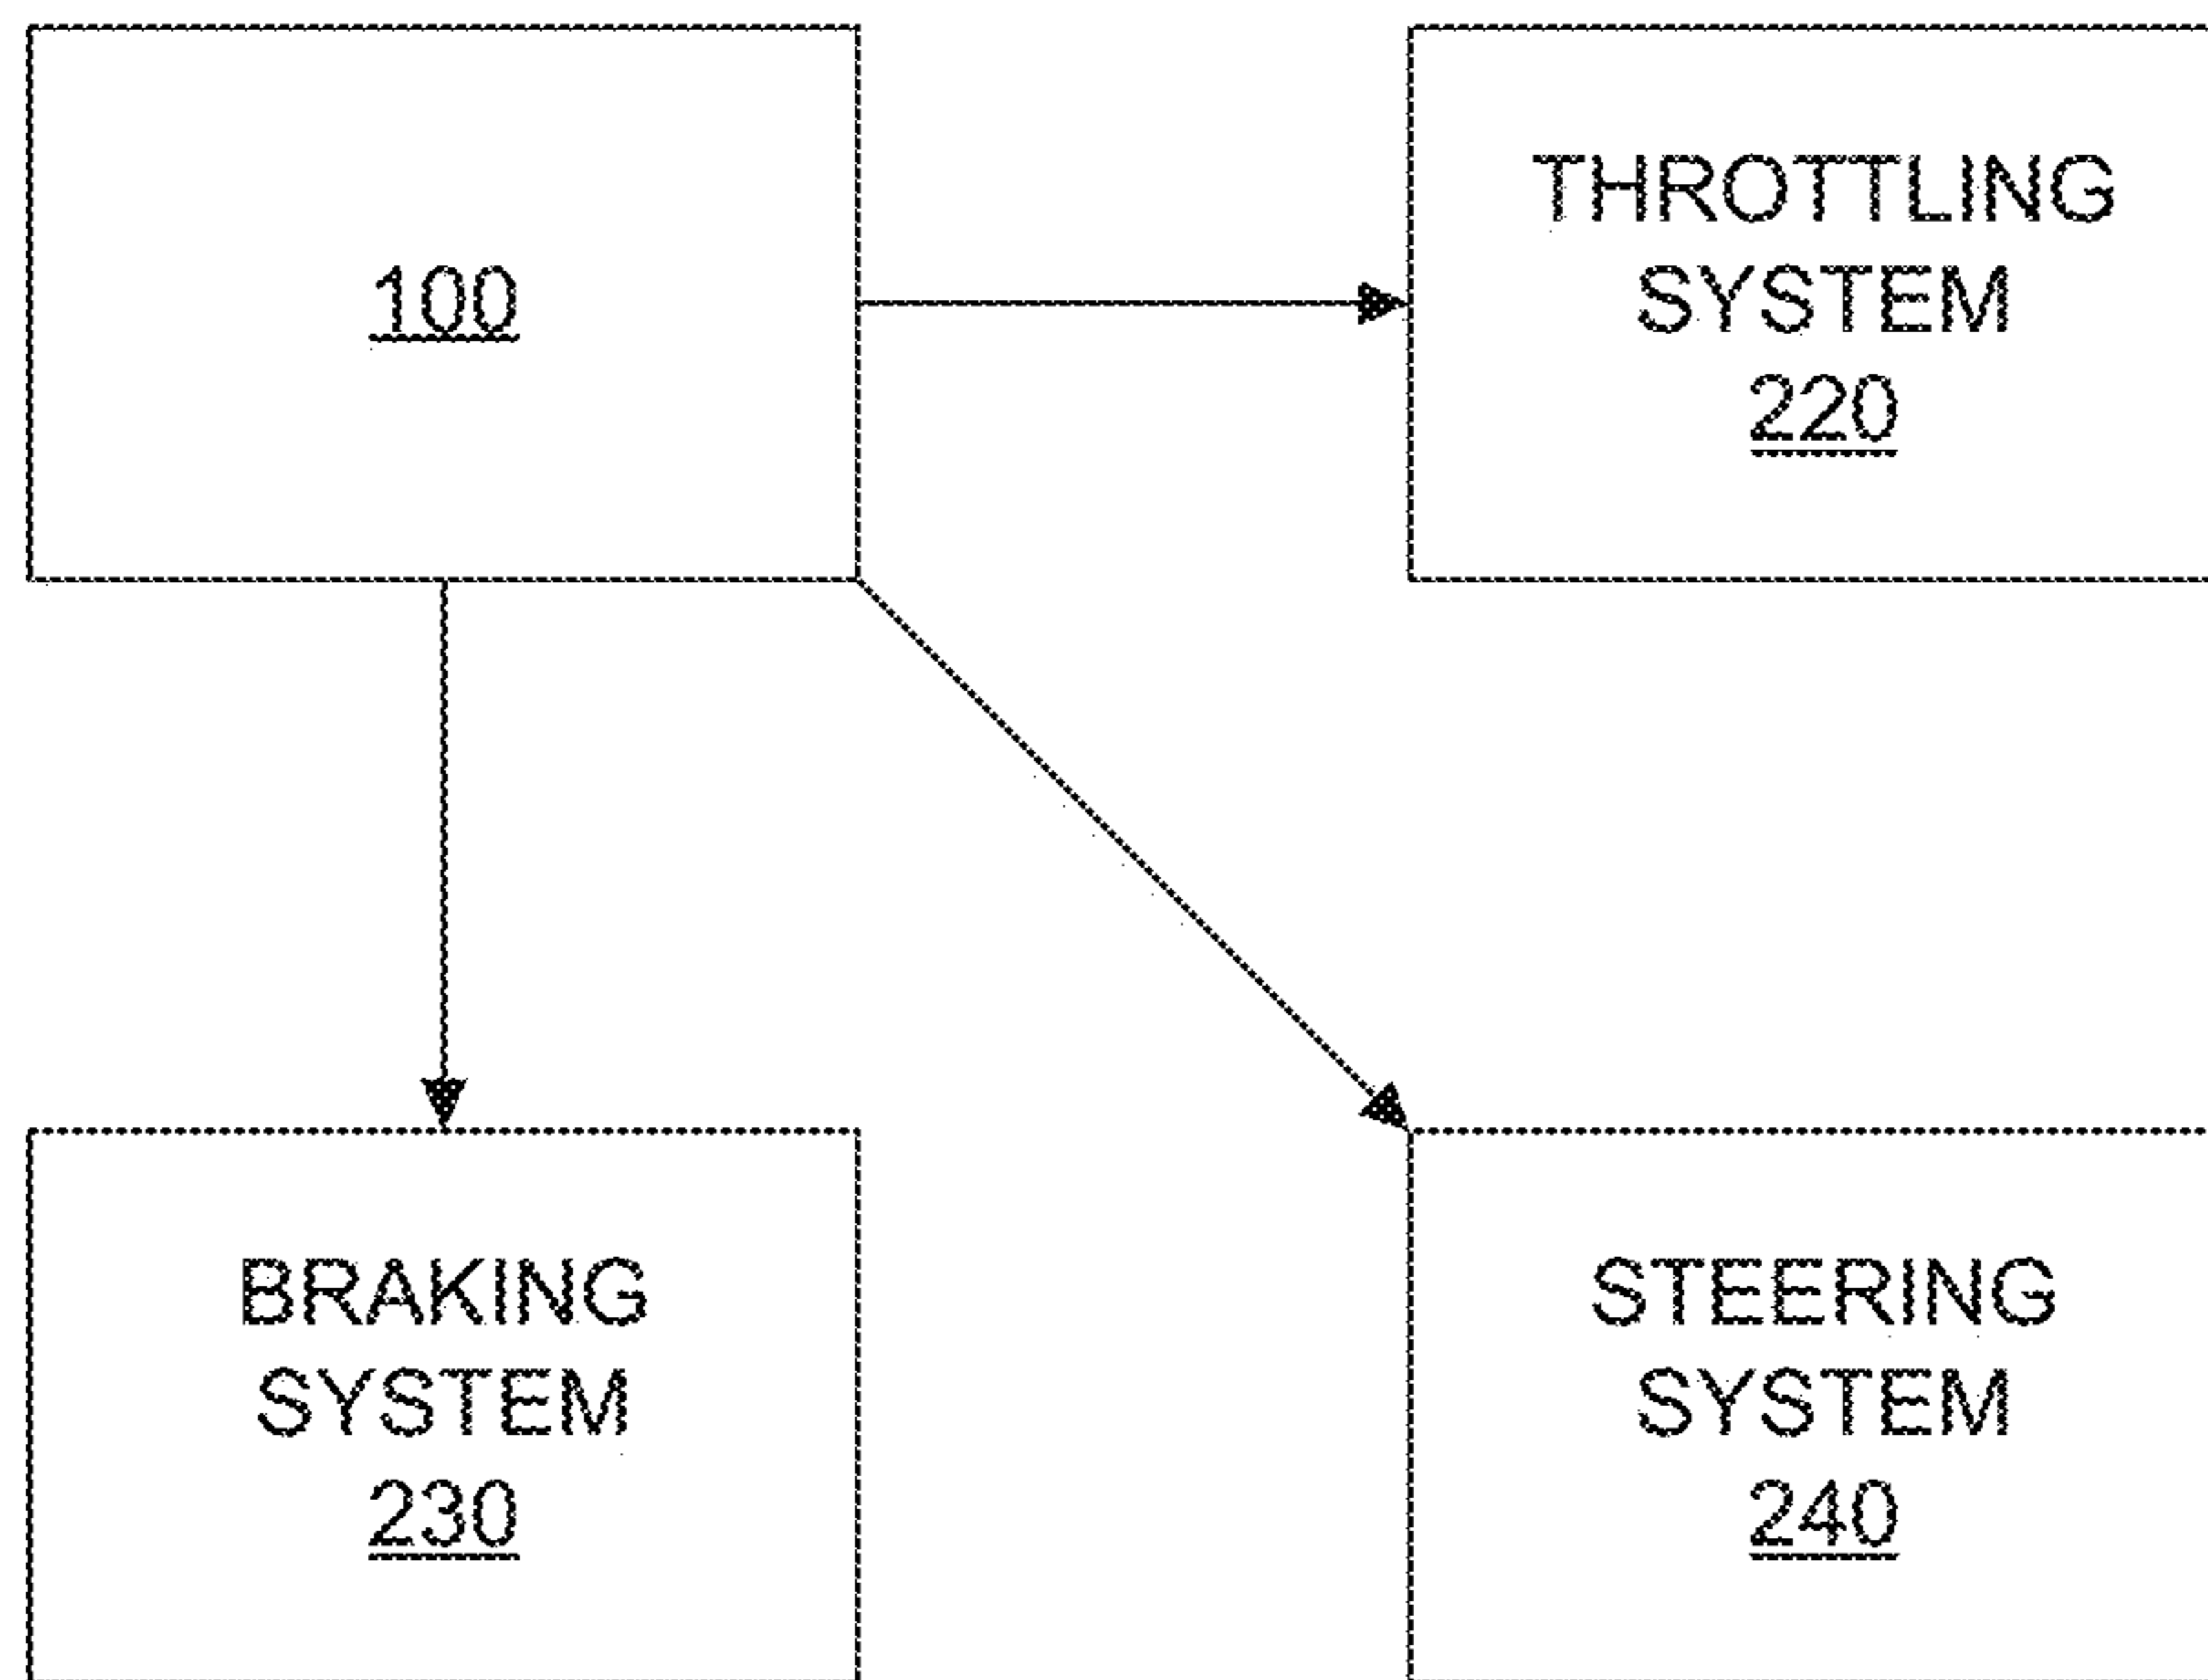 100
THROTTLING
SYSTEM
220
BRAKING
SYSTEM
230
STEERING
SYSTEM
240